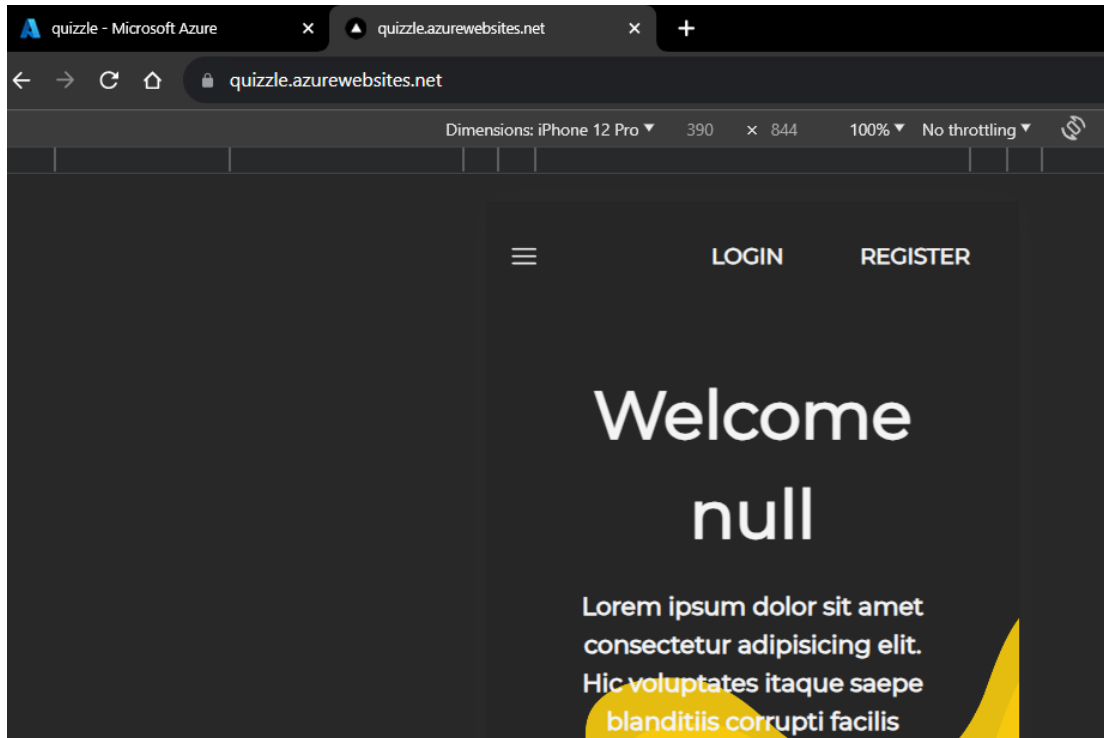 quizzle - Microsoft Azure
quizzle.azurewebsites.net
quizzle.azurewebsites.net
Dimensions: iPhone 12 Pro 390 × 844 100% No throttling
LOGIN REGISTER
Welcome
null
Lorem ipsum dolor sit amet
consectetur adipisicing elit.
Hic voluptates itaque saepe
blanditiis corrupti facilis